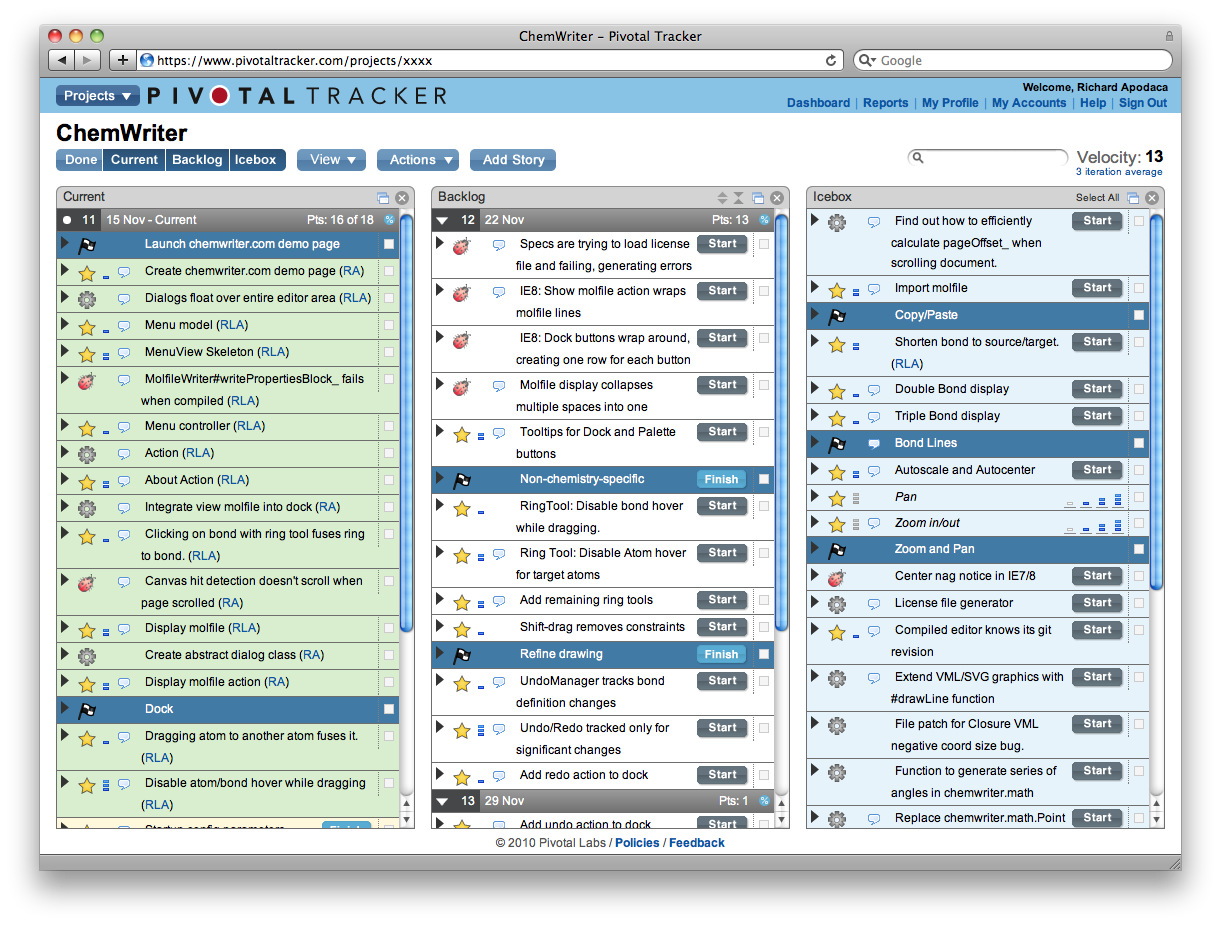 ChemWriter – Pivotal Tracker
https://www.pivotaltracker.com/projects/xxxx
Google
Projects
PIVOTAL TRACKER
Welcome, Richard Apodaca
Dashboard | Reports | My Profile | My Accounts | Help | Sign Out
ChemWriter
Done Current Backlog Icebox View Actions Add Story
Velocity: 13
3 iteration average
Current
11 15 Nov - Current Pts: 16 of 18 %
Launch chemwriter.com demo page
Create chemwriter.com demo page (RA)
Dialogs float over entire editor area (RLA)
Menu model (RLA)
MenuView Skeleton (RLA)
MolfileWriter#writePropertiesBlock_ fails
when compiled (RLA)
Menu controller (RLA)
Action (RLA)
About Action (RLA)
Integrate view molfile into dock (RA)
Clicking on bond with ring tool fuses ring
to bond. (RLA)
Canvas hit detection doesn't scroll when
page scrolled (RA)
Display molfile (RLA)
Create abstract dialog class (RA)
Display molfile action (RA)
Dock
Dragging atom to another atom fuses it.
(RLA)
Disable atom/bond hover while dragging
(RLA)
Startup config parameters Finish
Backlog
12 22 Nov Pts: 13 %
Specs are trying to load license Start
file and failing, generating errors
IE8: Show molfile action wraps Start
molfile lines
IE8: Dock buttons wrap around, Start
creating one row for each button
Molfile display collapses Start
multiple spaces into one
Tooltips for Dock and Palette Start
buttons
Non-chemistry-specific Finish
RingTool: Disable bond hover Start
while dragging.
Ring Tool: Disable Atom hover Start
for target atoms
Add remaining ring tools Start
Shift-drag removes constraints Start
Refine drawing Finish
UndoManager tracks bond Start
definition changes
Undo/Redo tracked only for Start
significant changes
Add redo action to dock Start
13 29 Nov Pts: 1 %
Add undo action to dock Start
Icebox Select All
Find out how to efficiently Start
calculate pageOffset_ when
scrolling document.
Import molfile Start
Copy/Paste
Shorten bond to source/target. Start
(RLA)
Double Bond display Start
Triple Bond display Start
Bond Lines
Autoscale and Autocenter Start
Pan
Zoom in/out
Zoom and Pan
Center nag notice in IE7/8 Start
License file generator Start
Compiled editor knows its git Start
revision
Extend VML/SVG graphics with Start
#drawLine function
File patch for Closure VML Start
negative coord size bug.
Function to generate series of Start
angles in chemwriter.math
Replace chemwriter.math.Point Start
© 2010 Pivotal Labs / Policies / Feedback